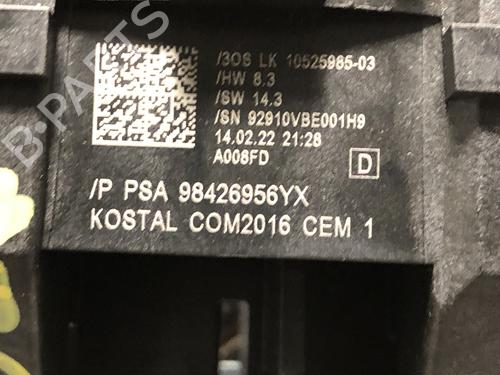 /3OS LK 10525985-03
/HW 8.3
/SW 14.3
/SN 92910VBE001H9
14.02.22 21:28
A008FD
D
/P PSA 98426956YX
KOSTAL COM2016 CEM 1
B-PARTS